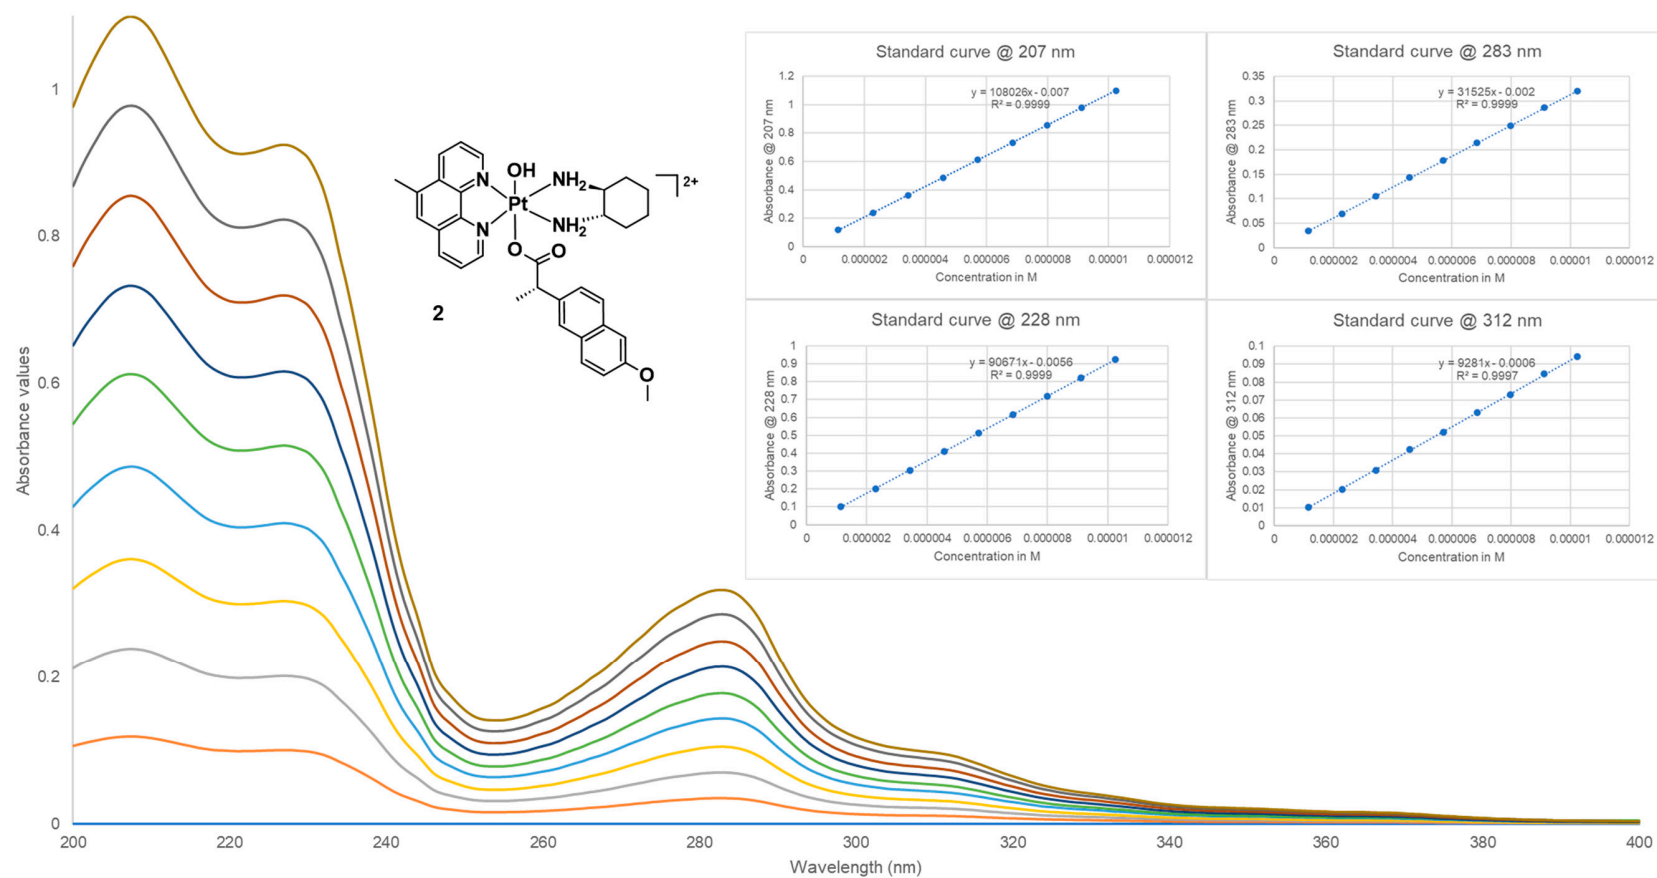 Absorbance values
1
0.8
0.6
0.4
0.2
0
200
220
240
260
280
300
320
340
360
380
400
Wavelength (nm)
OH
2+
N
NH2
Pt
N
NH2
O
O
2
O
Standard curve @ 207 nm
y = 108026x - 0.007
R² = 0.9999
Absorbance @ 207 nm
1.2
1
0.8
0.6
0.4
0.2
0
0
0.000002
0.000004
0.000006
0.000008
0.00001
0.000012
Concentration in M
Standard curve @ 283 nm
y = 31525x - 0.002
R² = 0.9999
Absorbance @ 283 nm
0.35
0.3
0.25
0.2
0.15
0.1
0.05
0
0
0.000002
0.000004
0.000006
0.000008
0.00001
0.000012
Concentration in M
Standard curve @ 228 nm
y = 90671x - 0.0056
R² = 0.9999
Absorbance @ 228 nm
1
0.9
0.8
0.7
0.6
0.5
0.4
0.3
0.2
0.1
0
0
0.000002
0.000004
0.000006
0.000008
0.00001
0.000012
Concentration in M
Standard curve @ 312 nm
y = 9281x - 0.0006
R² = 0.9997
Absorbance @ 312 nm
0.1
0.09
0.08
0.07
0.06
0.05
0.04
0.03
0.02
0.01
0
0
0.000002
0.000004
0.000006
0.000008
0.00001
0.000012
Concentration in M